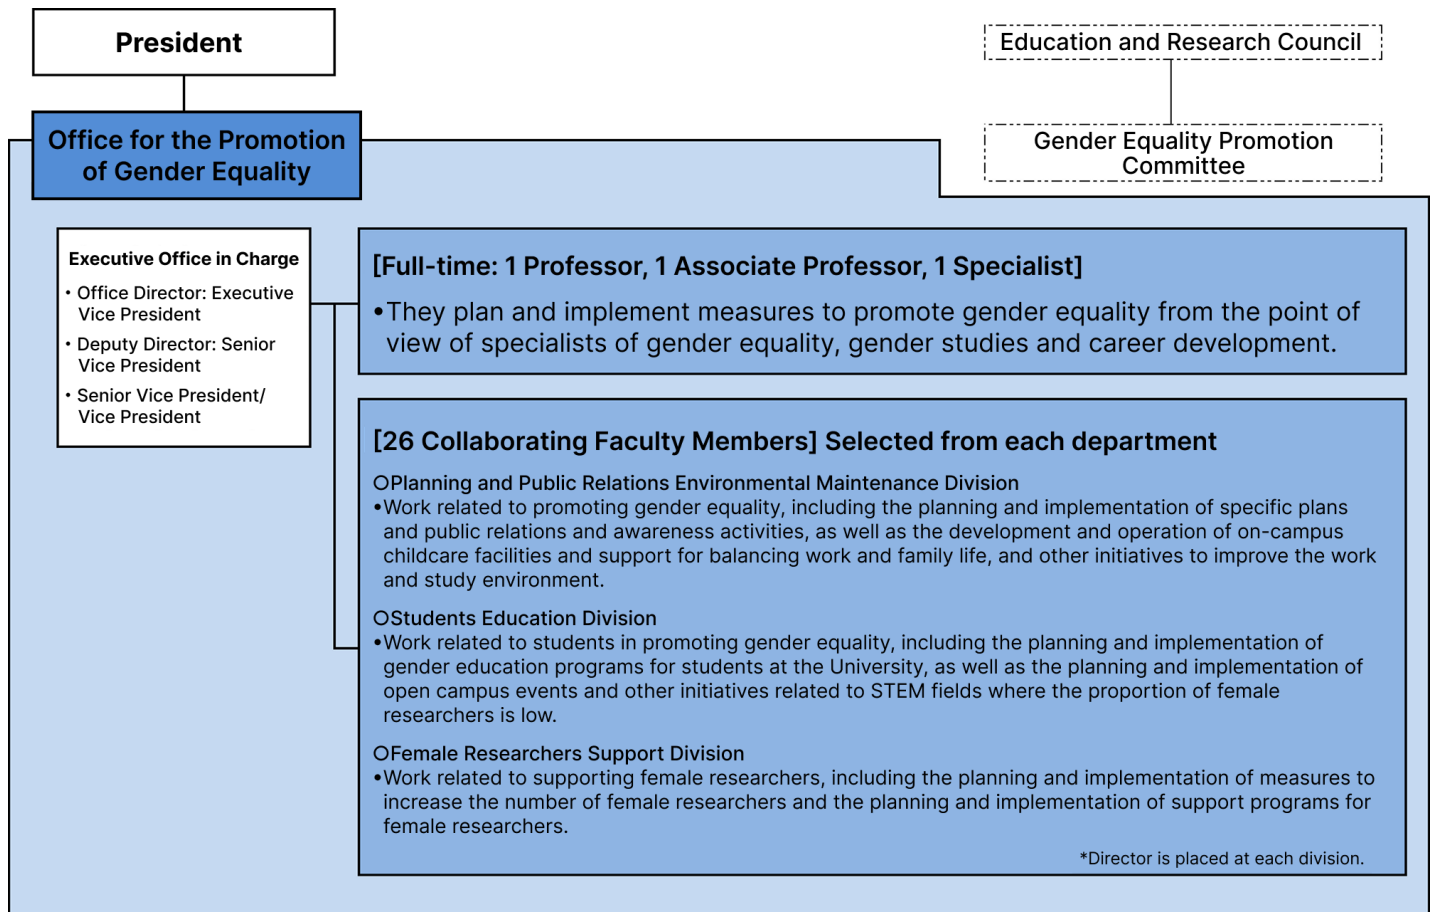 President
Education and Research Council
Office for the Promotion
of Gender Equality
Gender Equality Promotion
Committee
Executive Office in Charge
・Office Director: Executive
Vice President
・Deputy Director: Senior
Vice President
・Senior Vice President/
Vice President
[Full-time: 1 Professor, 1 Associate Professor, 1 Specialist]
•They plan and implement measures to promote gender equality from the point of
view of specialists of gender equality, gender studies and career development.
[26 Collaborating Faculty Members] Selected from each department
○Planning and Public Relations Environmental Maintenance Division
•Work related to promoting gender equality, including the planning and implementation of specific plans
and public relations and awareness activities, as well as the development and operation of on-campus
childcare facilities and support for balancing work and family life, and other initiatives to improve the work
and study environment.
○Students Education Division
•Work related to students in promoting gender equality, including the planning and implementation of
gender education programs for students at the University, as well as the planning and implementation of
open campus events and other initiatives related to STEM fields where the proportion of female
researchers is low.
○Female Researchers Support Division
•Work related to supporting female researchers, including the planning and implementation of measures to
increase the number of female researchers and the planning and implementation of support programs for
female researchers.
*Director is placed at each division.